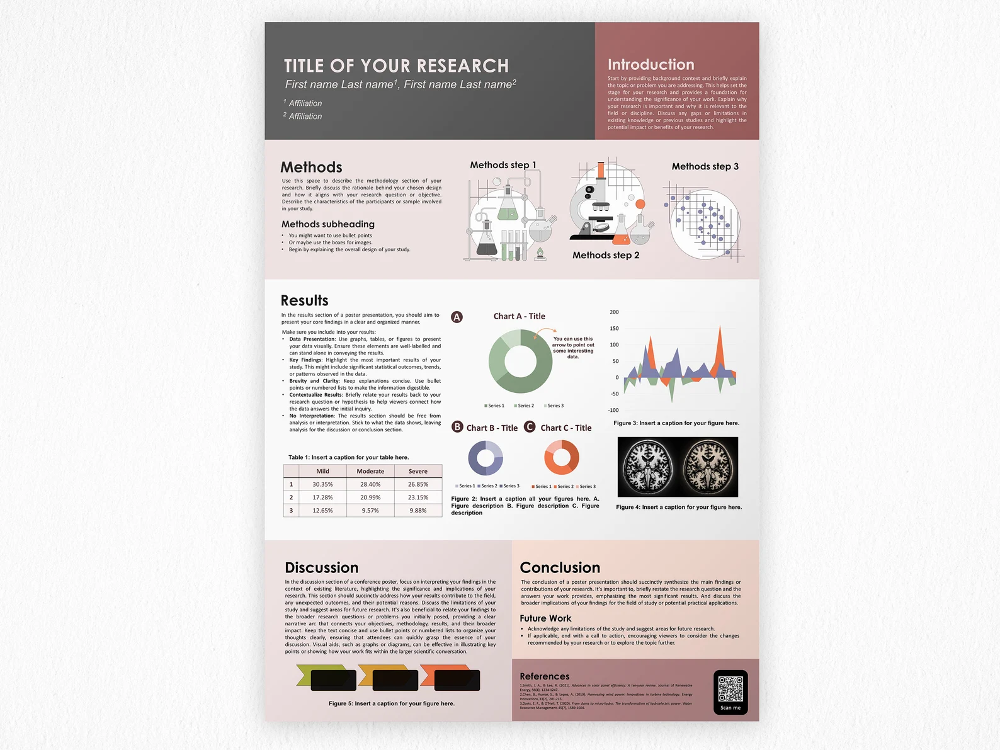 TITLE OF YOUR RESEARCH
First name Last name¹, First name Last name²
¹ Affiliation
² Affiliation
Introduction
Start by providing background context and briefly explain
the topic or problem you are addressing. This helps set the
stage for your research and provides a foundation for
understanding the significance of your work. Explain why
your research is important and why it is relevant to the
field or discipline. Discuss any gaps or limitations in
existing knowledge or previous studies and highlight the
potential impact or benefits of your research.
Methods
Use this space to describe the methodology section of your
research. Briefly discuss the rationale behind your chosen design
and how it aligns with your research question or objective.
Describe the characteristics of the participants or sample involved
in your study.
Methods subheading
• You might want to use bullet points
• Or maybe use the boxes for images.
• Begin by explaining the overall design of your study.
Methods step 1
Methods step 2
Methods step 3
Results
In the results section of a poster presentation, you should aim to
present your core findings in a clear and organized manner.
Make sure you include into your results:
• Data Presentation: Use graphs, tables, or figures to present
your data visually. Ensure these elements are well-labelled and
can stand alone in conveying the results.
• Key Findings: Highlight the most important results of your
study. This might include significant statistical outcomes, trends,
or patterns observed in the data.
• Brevity and Clarity: Keep explanations concise. Use bullet
points or numbered lists to make the information digestible.
• Contextualize Results: Briefly relate your results back to your
research question or hypothesis to help viewers connect how
the data answers the initial inquiry.
• No Interpretation: The results section should be free from
analysis or interpretation. Stick to what the data shows, leaving
analysis for the discussion or conclusion section.
Table 1: Insert a caption for your table here.
Mild Moderate Severe
1 30.35% 28.40% 26.85%
2 17.28% 20.99% 23.15%
3 12.65% 9.57% 9.88%
A
Chart A - Title
You can use this
arrow to point out
some interesting
data.
Series 1 Series 2 Series 3
B Chart B - Title
Series 1 Series 2 Series 3
C Chart C - Title
Series 1 Series 2 Series 3
Figure 2: Insert a caption all your figures here. A.
Figure description B. Figure description C. Figure
description
200
150
100
50
0
-50
-100
Figure 3: Insert a caption for your figure here.
Figure 4: Insert a caption for your figure here.
Discussion
In the discussion section of a conference poster, focus on interpreting your findings in the
context of existing literature, highlighting the significance and implications of your
research. This section should succinctly address how your results contribute to the field,
any unexpected outcomes, and their potential reasons. Discuss the limitations of your
study and suggest areas for future research. It's also beneficial to relate your findings to
the broader research questions or problems you initially posed, providing a clear
narrative arc that connects your objectives, methodology, results, and their broader
impact. Keep the text concise and use bullet points or numbered lists to organize your
thoughts clearly, ensuring that attendees can quickly grasp the essence of your
discussion. Visual aids, such as graphs or diagrams, can be effective in illustrating key
points or showing how your work fits within the larger scientific conversation.
Figure 5: Insert a caption for your figure here.
Conclusion
The conclusion of a poster presentation should succinctly synthesize the main findings or
contributions of your research. It's important to, briefly restate the research question and the
answers your work provides, emphasizing the most significant results. And discuss the
broader implications of your findings for the field of study or potential practical applications.
Future Work
• Acknowledge any limitations of the study and suggest areas for future research.
• If applicable, end with a call to action, encouraging viewers to consider the changes
recommended by your research or to explore the topic further.
References
1.Smith, J. A., & Lee, R. (2021). Advances in solar panel efficiency: A ten-year review. Journal of Renewable
Energy, 56(4), 1234-1247.
2.Chen, B., Kumar, S., & Lopez, A. (2019). Harnessing wind power: Innovations in turbine technology. Energy
Innovations, 33(2), 201-215.
3.Davis, E. F., & O'Neil, T. (2020). From dams to micro-hydro: The transformation of hydroelectric power. Water
Resources Management, 45(7), 1589-1604.
Scan me